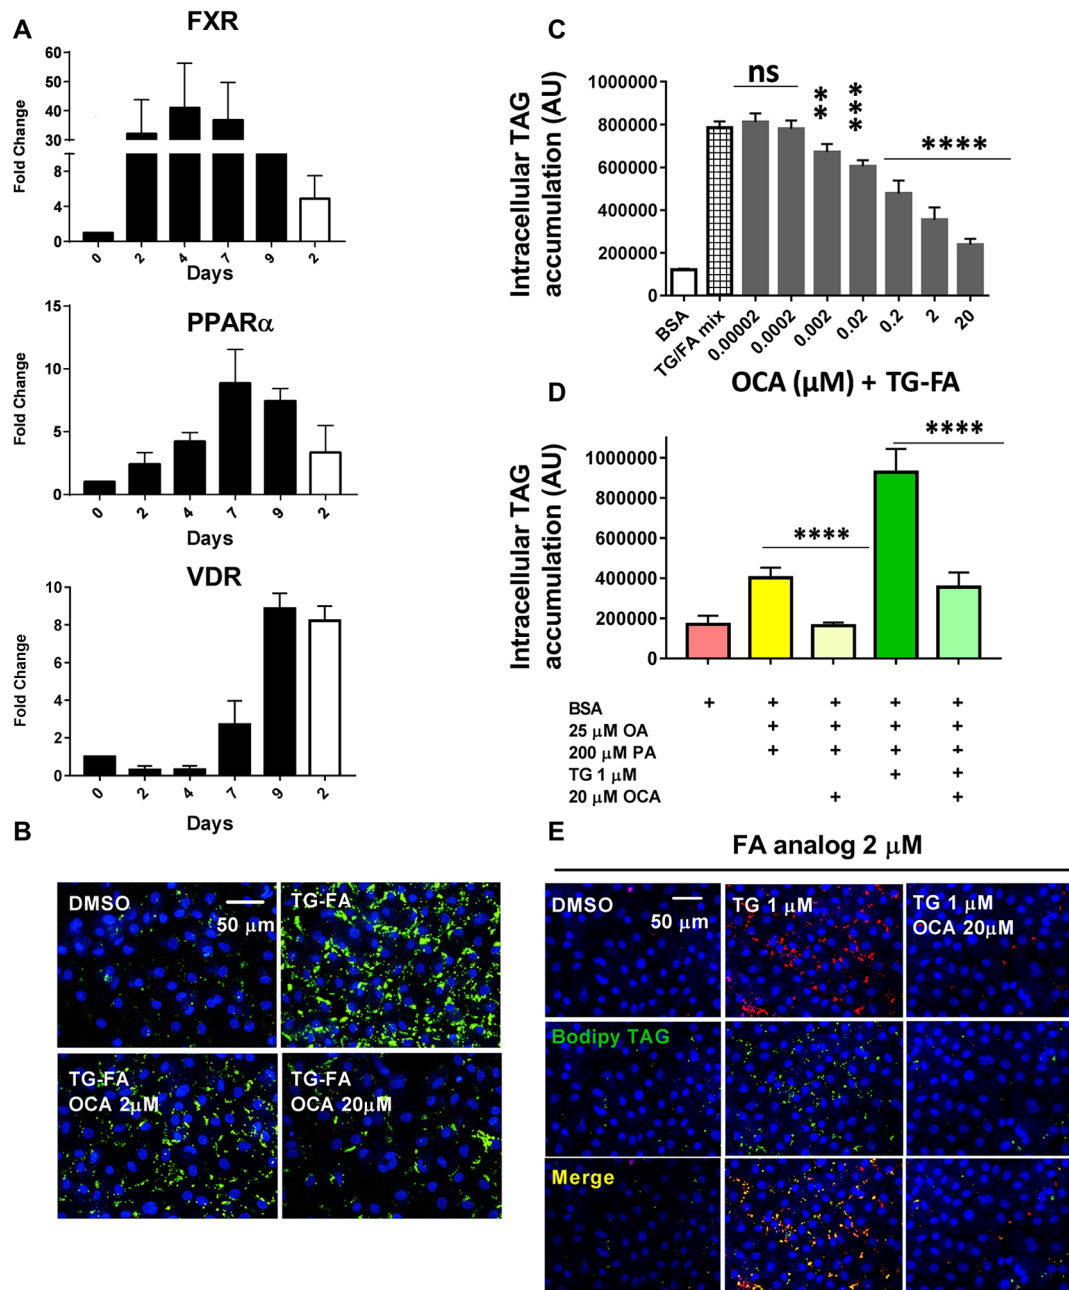 A
FXR
Fold Change
60
50
40
30
8
4
0
0 2 4 7 9 2
Days
PPARα
Fold Change
15
10
5
0
0 2 4 7 9 2
Days
VDR
Fold Change
10
8
6
4
2
0
0 2 4 7 9 2
Days
C
Intracellular TAG
accumulation (AU)
1000000
800000
600000
400000
200000
0
ns
**
***
****
BSA TG/FA mix 0.00002 0.0002 0.002 0.02 0.2 2 20
OCA (µM) + TG-FA
D
Intracellular TAG
accumulation (AU)
1000000
800000
600000
400000
200000
0
****
****
BSA + + + + +
25 µM OA + + + +
200 µM PA + + + +
TG 1 µM + +
20 µM OCA + +
B
DMSO
50 µm
TG-FA
TG-FA
OCA 2µM
TG-FA
OCA 20µM
E
FA analog 2 µM
DMSO
50 µm
TG 1 µM
TG 1 µM
OCA 20µM
Bodipy TAG
Merge